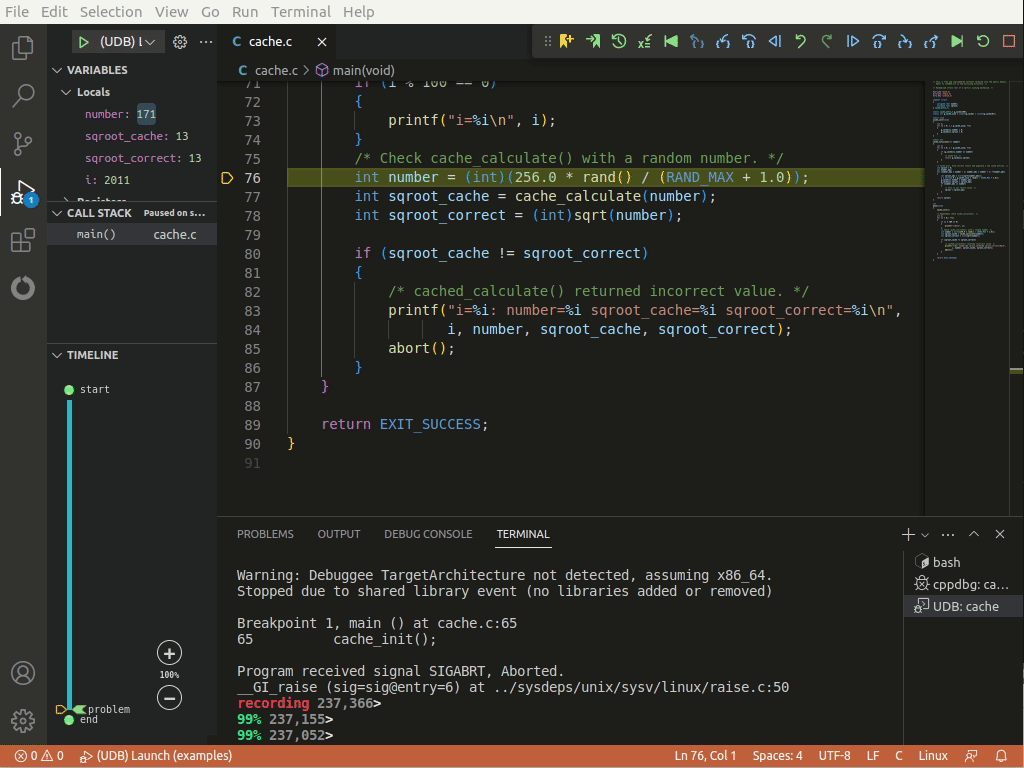 File Edit Selection View Go Run Terminal Help
(UDB) L
cache.c
cache.c > main(void)
VARIABLES
Locals
number: 171
sqroot_cache: 13
sqroot_correct: 13
i: 2011
Registers
CALL STACK Paused on s...
main() cache.c
TIMELINE
start
100%
problem
end
1
71 if (i % 100 == 0)
72 {
73 printf("i=%i\n", i);
74 }
75 /* Check cache_calculate() with a random number. */
76 int number = (int)(256.0 * rand() / (RAND_MAX + 1.0));
77 int sqroot_cache = cache_calculate(number);
78 int sqroot_correct = (int)sqrt(number);
79
80 if (sqroot_cache != sqroot_correct)
81 {
82 /* cached_calculate() returned incorrect value. */
83 printf("i=%i: number=%i sqroot_cache=%i sqroot_correct=%i\n",
84 i, number, sqroot_cache, sqroot_correct);
85 abort();
86 }
87 }
88
89 return EXIT_SUCCESS;
90 }
91
PROBLEMS OUTPUT DEBUG CONSOLE TERMINAL
Warning: Debuggee TargetArchitecture not detected, assuming x86_64.
Stopped due to shared library event (no libraries added or removed)
Breakpoint 1, main () at cache.c:65
65 cache_init();
Program received signal SIGABRT, Aborted.
__GI_raise (sig=sig@entry=6) at ../sysdeps/unix/sysv/linux/raise.c:50
recording 237,366>
99% 237,155>
99% 237,052>
bash
cppdbg: ca...
UDB: cache
0 0 (UDB) Launch (examples) Ln 76, Col 1 Spaces: 4 UTF-8 LF C Linux